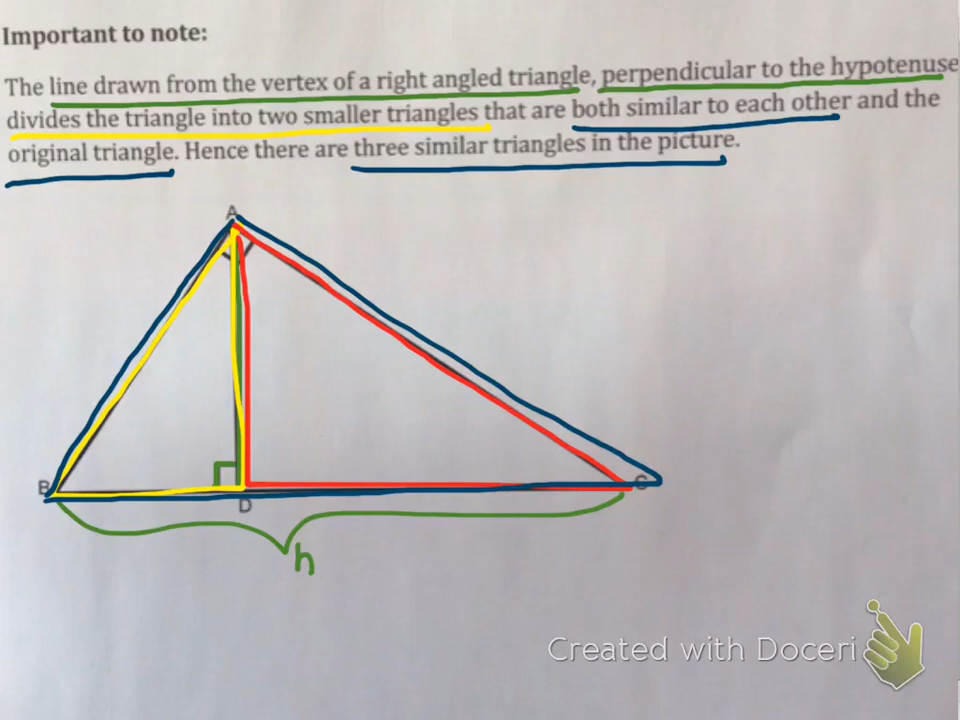 Important to note:
The line drawn from the vertex of a right angled triangle, perpendicular to the hypotenuse
divides the triangle into two smaller triangles that are both similar to each other and the
original triangle. Hence there are three similar triangles in the picture.
A
B
C
D
h
Created with Doceri